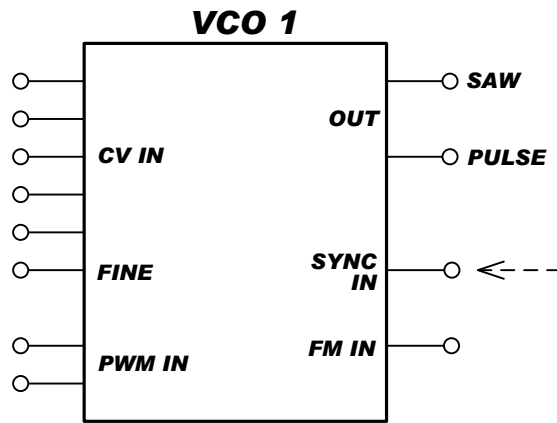 VCO 1
SAW
OUT
CV IN
PULSE
FINE
SYNC
IN
PWM IN
FM IN